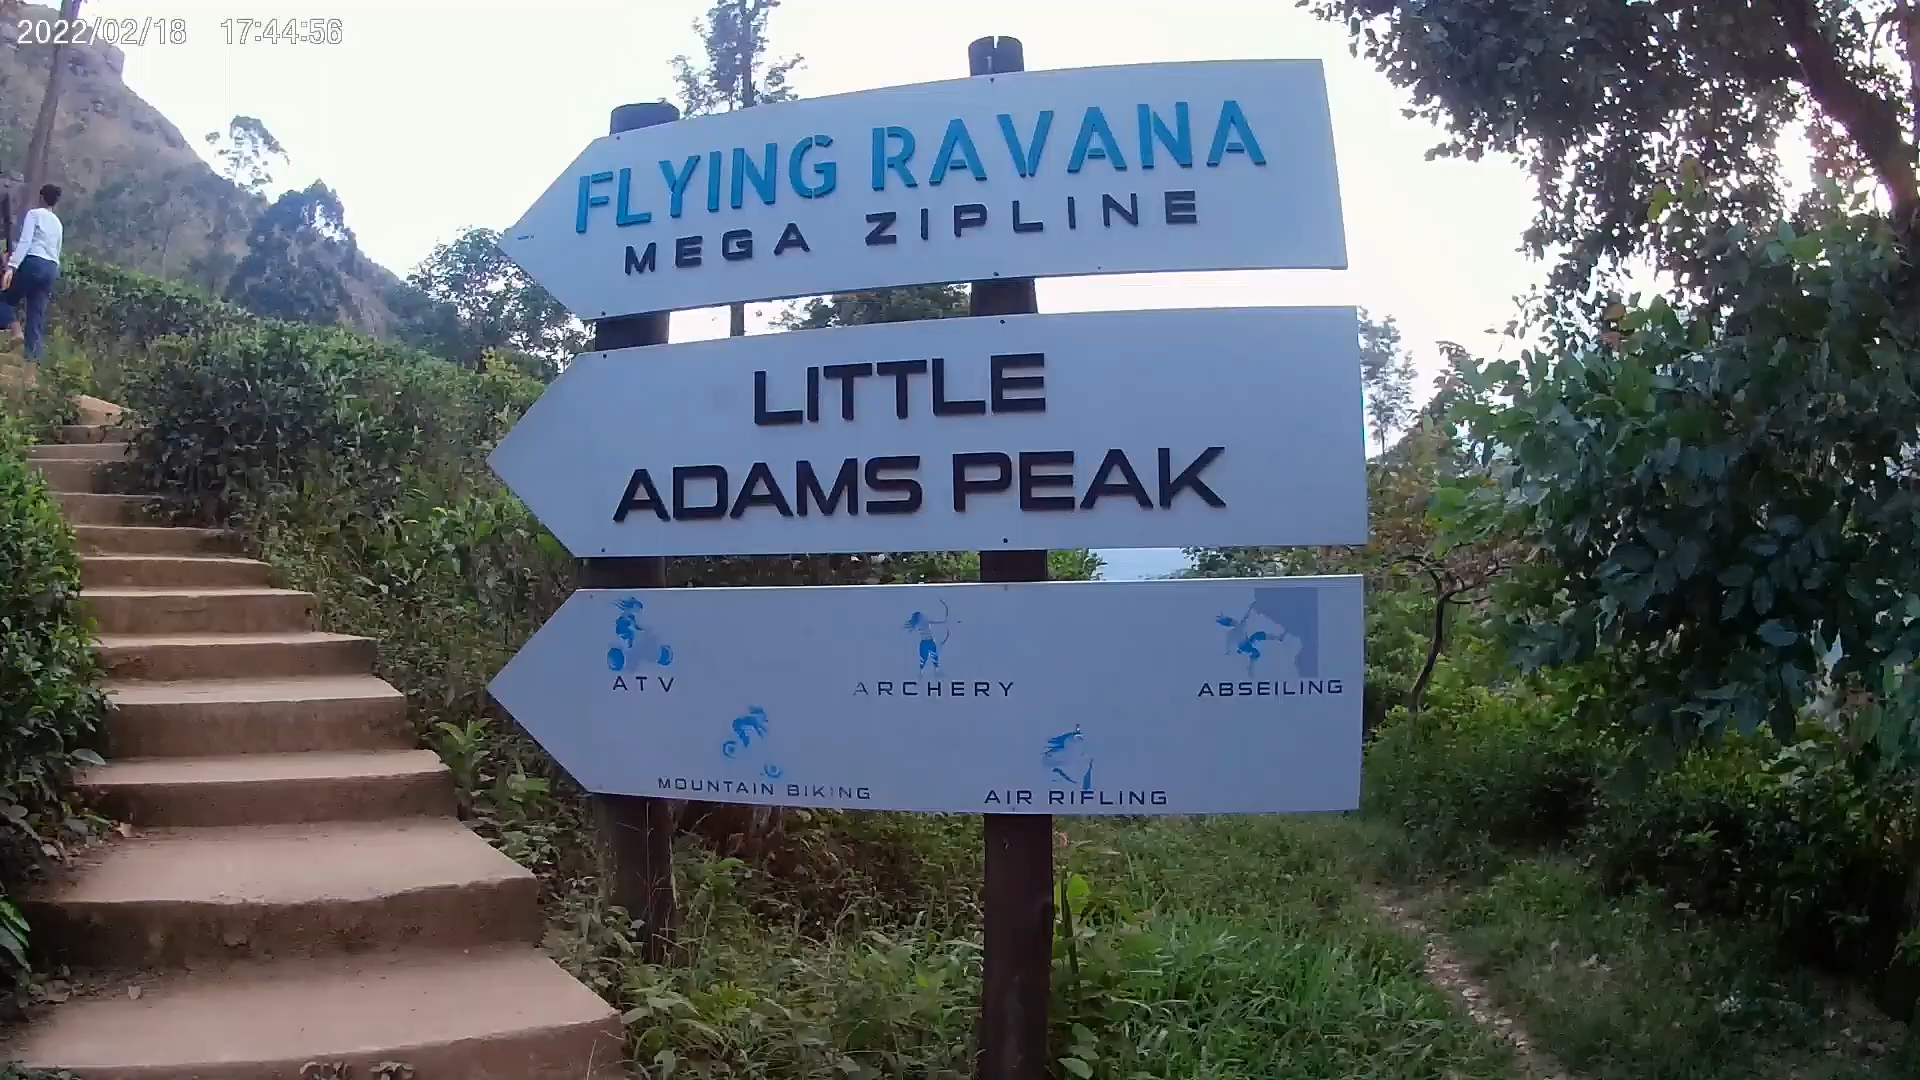 2022/02/18 17:44:56
FLYING RAVANA
MEGA ZIPLINE
LITTLE
ADAMS PEAK
ATV
ARCHERY
ABSEILING
MOUNTAIN BIKING
AIR RIFLING